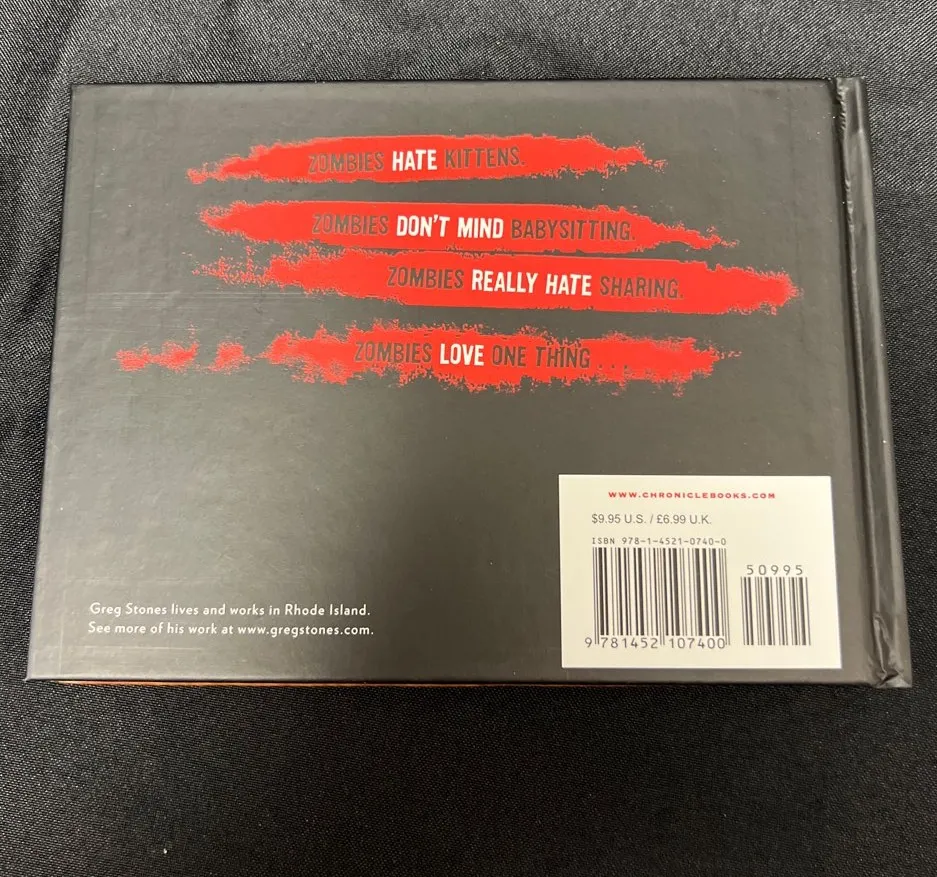 ZOMBIES HATE KITTENS.
ZOMBIES DON'T MIND BABYSITTING.
ZOMBIES REALLY HATE SHARING.
ZOMBIES LOVE ONE THING . . .
WWW.CHRONICLEBOOKS.COM
$9.95 U.S. / £6.99 U.K.
ISBN 978-1-4521-0740-0
50995
9 781452 107400
Greg Stones lives and works in Rhode Island.
See more of his work at www.gregstones.com.